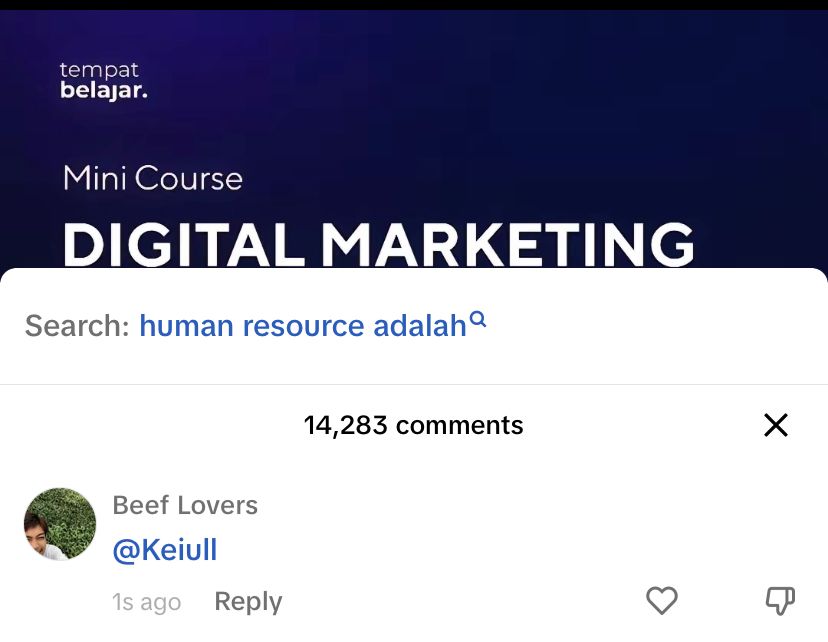 tempat
belajar.
Mini Course
DIGITAL MARKETING
Search: human resource adalah
14,283 comments
Beef Lovers
@Keiull
1s ago Reply